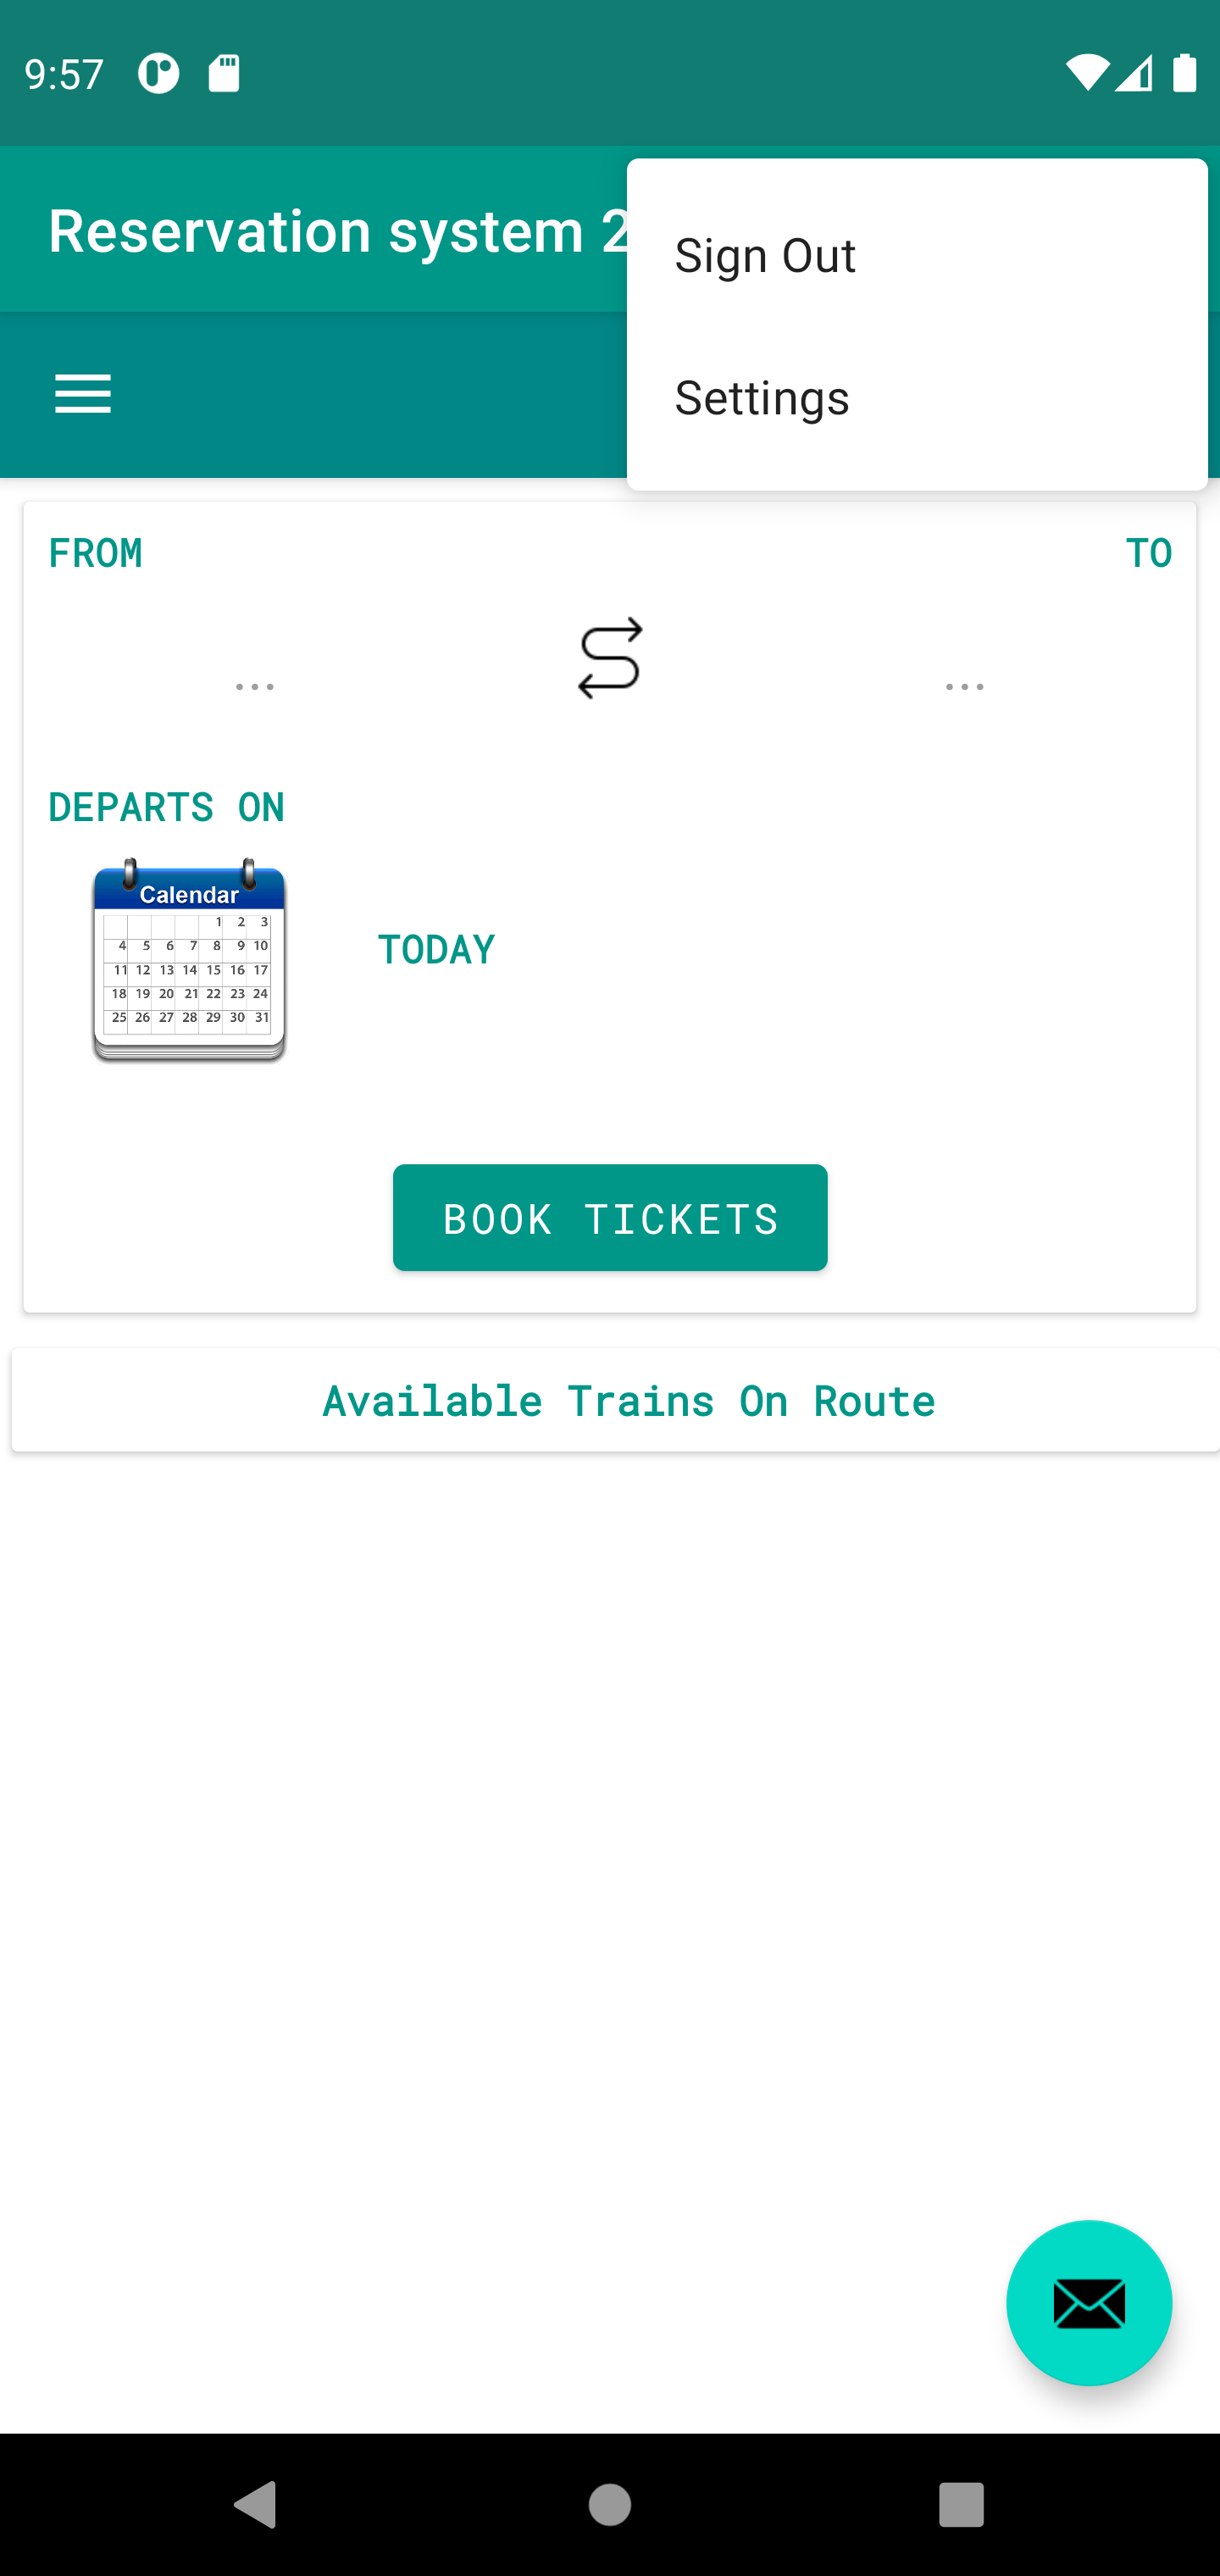 9:57
Reservation system 2
Sign Out
Settings
FROM
TO
...
...
DEPARTS ON
Calendar
1 2 3
4 5 6 7 8 9 10
11 12 13 14 15 16 17
18 19 20 21 22 23 24
25 26 27 28 29 30 31
TODAY
BOOK TICKETS
Available Trains On Route